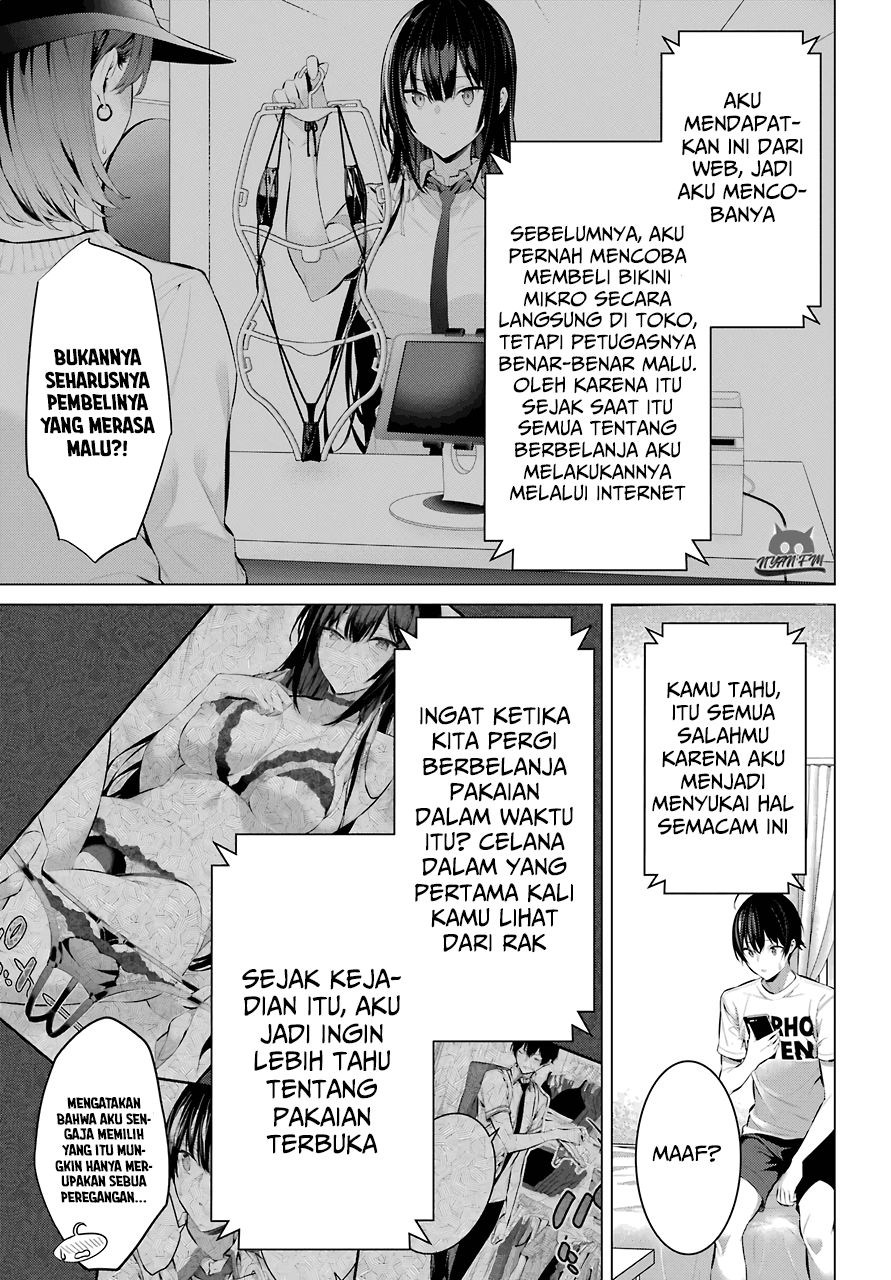 AKU
MENDAPAT-
KAN INI DARI
WEB, JADI
AKU MENCO-
BANYA
SEBELUMNYA, AKU
PERNAH MENCOBA
MEMBELI BIKINI
MIKRO SECARA
LANGSUNG DI TOKO,
TETAPI PETUGASNYA
BENAR-BENAR MALU.
OLEH KARENA ITU
SEJAK SAAT ITU
SEMUA TENTANG
BERBELANJA AKU
MELAKUKANNYA
MELALUI INTERNET
BUKANNYA
SEHARUSNYA
PEMBELINYA
YANG MERASA
MALU?!
NYAN FM
KAMU TAHU,
ITU SEMUA
SALAHMU
KARENA AKU
MENJADI
MENYUKAI HAL
SEMACAM INI
MAAF?
INGAT KETIKA
KITA PERGI
BERBELANJA
PAKAIAN
DALAM WAKTU
ITU? CELANA
DALAM YANG
PERTAMA KALI
KAMU LIHAT
DARI RAK
SEJAK KEJA-
DIAN ITU, AKU
JADI INGIN
LEBIH TAHU
TENTANG
PAKAIAN
TERBUKA
MENGATAKAN
BAHWA AKU SEN-
GAJA MEMILIH
YANG ITU MUN-
GKIN HANYA MER-
UPAKAN SEBUA
PEREGANGAN...